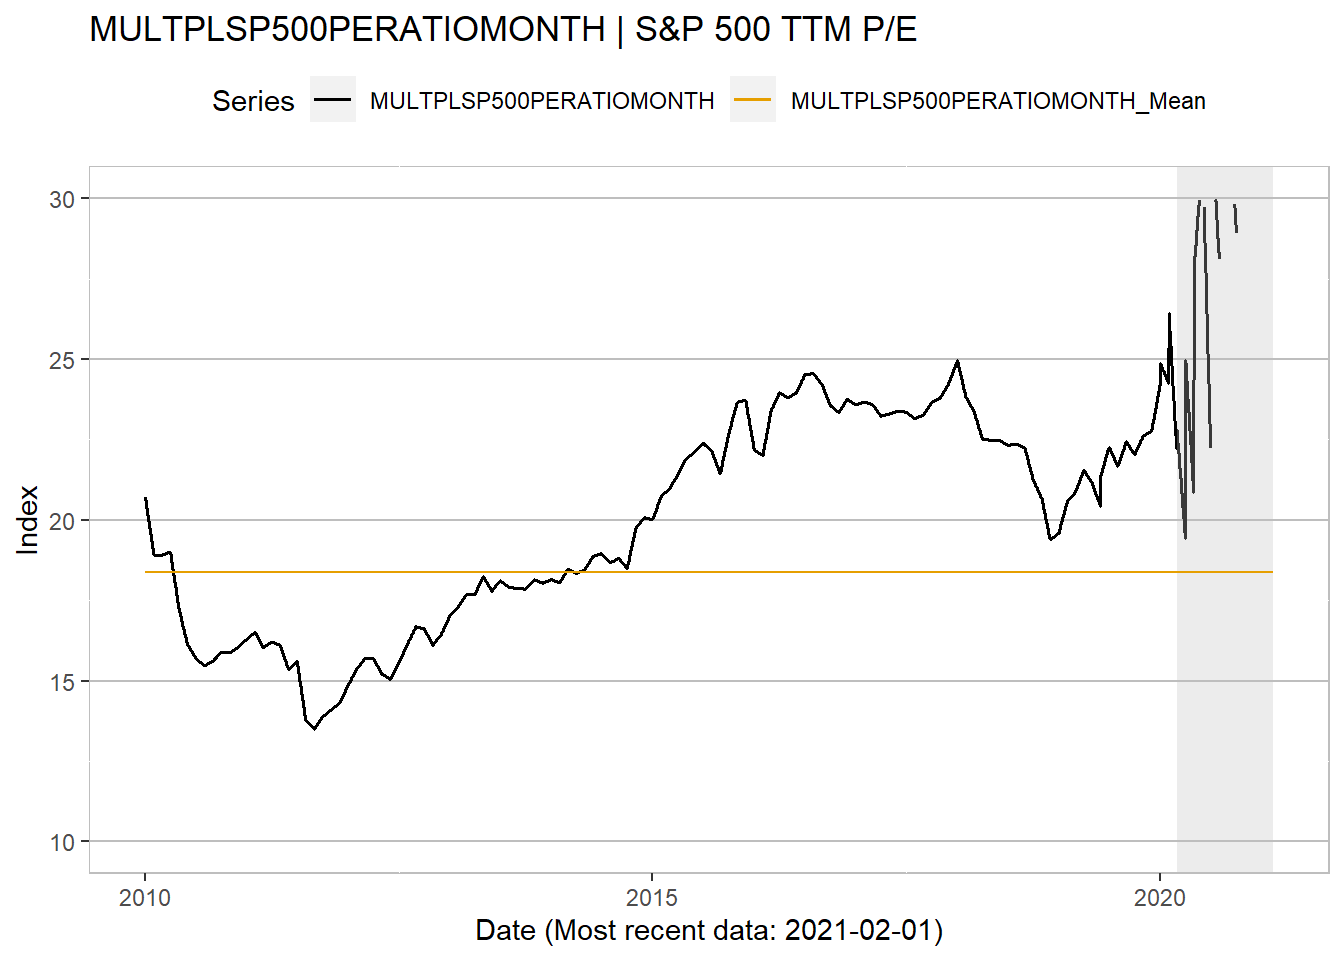 MULTPLSP500PERATIOMONTH | S&P 500 TTM P/E
Series MULTPLSP500PERATIOMONTH MULTPLSP500PERATIOMONTH_Mean
30
25
20
15
10
Index
2010 2015 2020
Date (Most recent data: 2021-02-01)